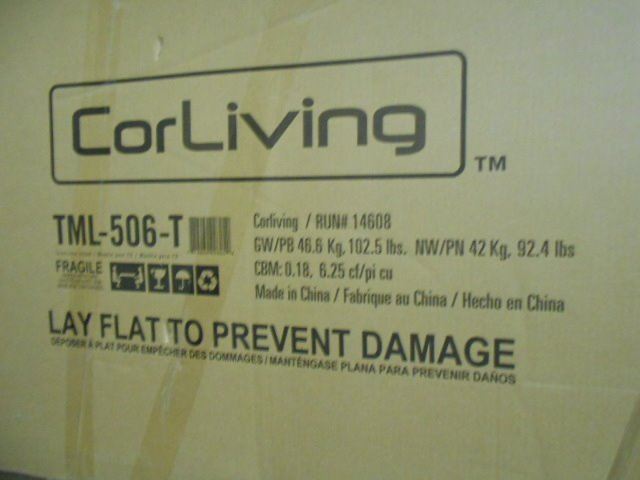 CorLiving
TM
TML-506-T
Corliving / RUN# 14608
GW/PB 46.6 Kg, 102.5 lbs. NW/PN 42 Kg, 92.4 lbs
CBM: 0.18, 6.25 cf/pi cu
Made in China / Fabrique au China / Hecho en China
FRAGILE
LAY FLAT TO PREVENT DAMAGE
DÉPOSER À PLAT POUR EMPÊCHER DES DOMMAGES / MANTÉNGASE PLANA PARA PREVENIR DAÑOS